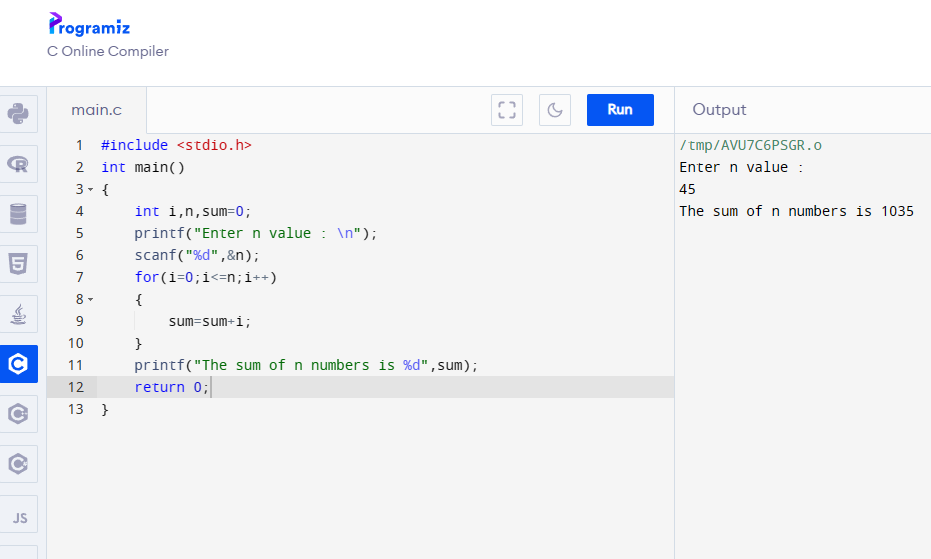 Programiz
C Online Compiler
main.c
Run
Output
1 #include <stdio.h>
2 int main()
3 {
4     int i,n,sum=0;
5     printf("Enter n value : \n");
6     scanf("%d",&n);
7     for(i=0;i<=n;i++)
8     {
9         sum=sum+i;
10     }
11     printf("The sum of n numbers is %d",sum);
12     return 0;
13 }
/tmp/AVU7C6PSGR.o
Enter n value :
45
The sum of n numbers is 1035
R
5
C
C
C
JS